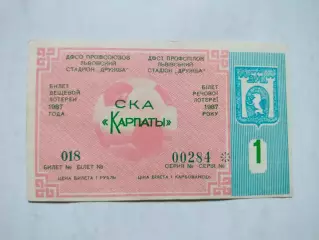 ДФСО ПРОФСОЮЗОВ ДФСТ ПРОФСПІЛОК
ЛЬВОВСКИЙ ЛЬВІВСЬКИЙ
СТАДИОН „ДРУЖБА" СТАДІОН „ДРУЖБА"
БИЛЕТ
ВЕЩЕВОЙ
ЛОТЕРЕИ
1987
ГОДА
БІЛЕТ
РЕЧОВОЇ
ЛОТЕРЕЇ
1987
РОКУ
СКА
«КАРПАТЫ»
1
018 00284
БИЛЕТ № БІЛЕТ № СЕРИЯ № СЕРІЯ №
ЦЕНА БИЛЕТА 1 РУБЛЬ ЦІНА БІЛЕТА 1 КАРБОВАНЕЦЬ